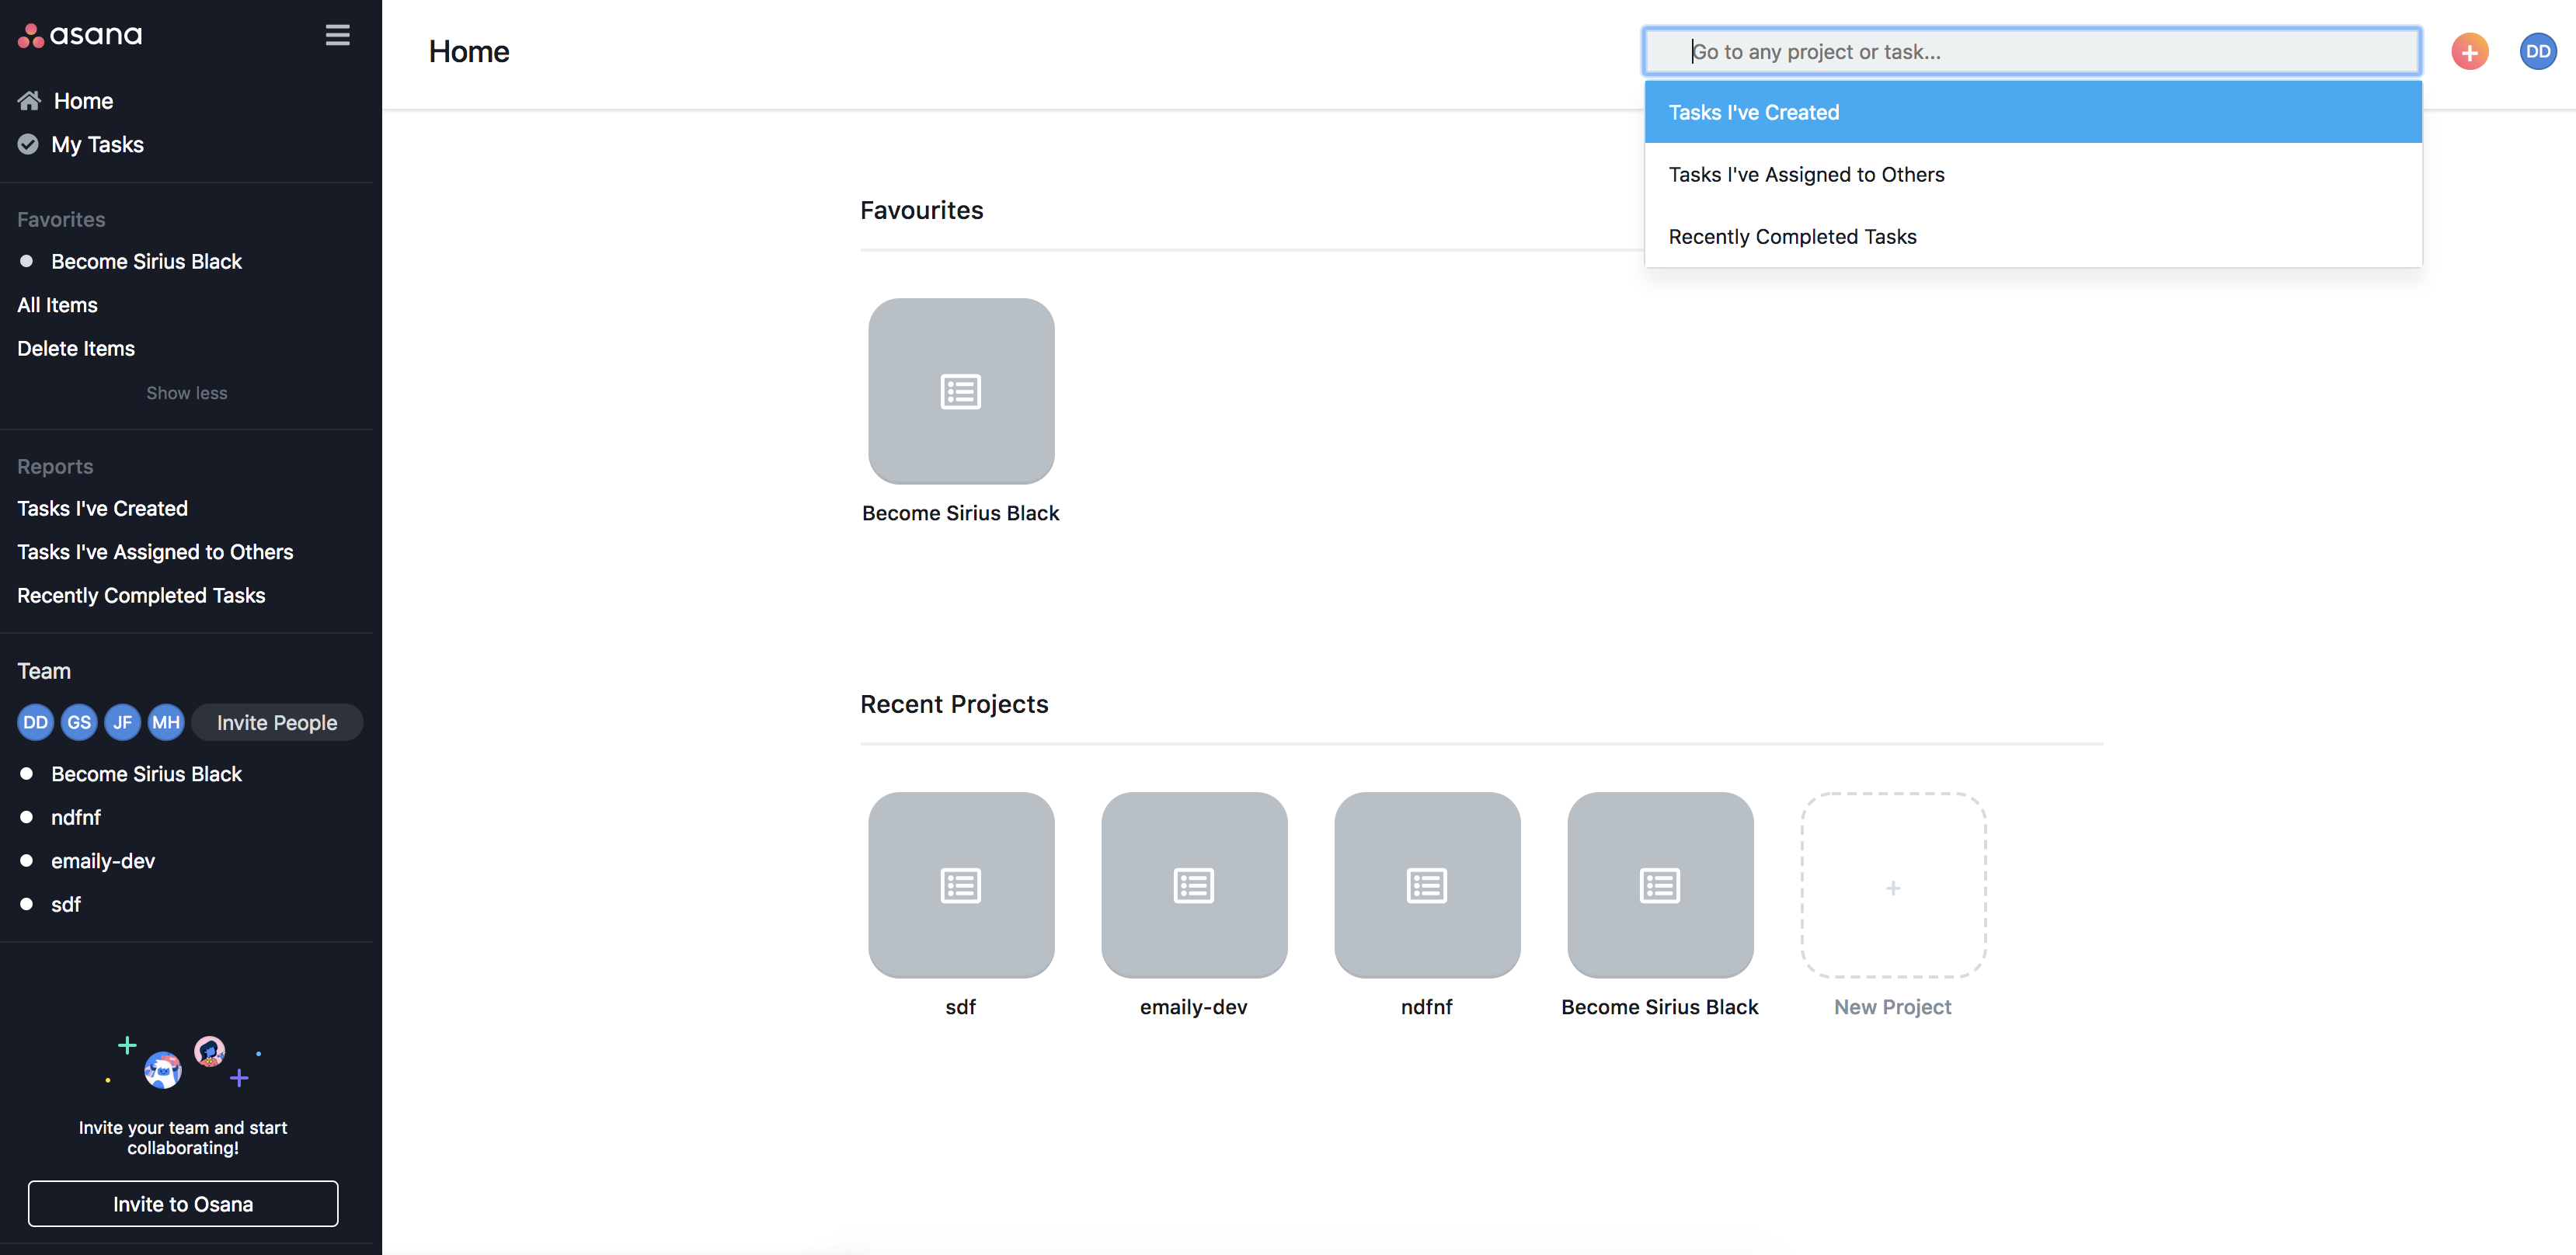 asana
Home
My Tasks
Favorites
Become Sirius Black
All Items
Delete Items
Show less
Reports
Tasks I've Created
Tasks I've Assigned to Others
Recently Completed Tasks
Team
DD GS JF MH Invite People
Become Sirius Black
ndfnf
emaily-dev
sdf
Invite your team and start
collaborating!
Invite to Osana
Home
Go to any project or task...
DD
Tasks I've Created
Tasks I've Assigned to Others
Recently Completed Tasks
Favourites
Become Sirius Black
Recent Projects
sdf emaily-dev ndfnf Become Sirius Black New Project